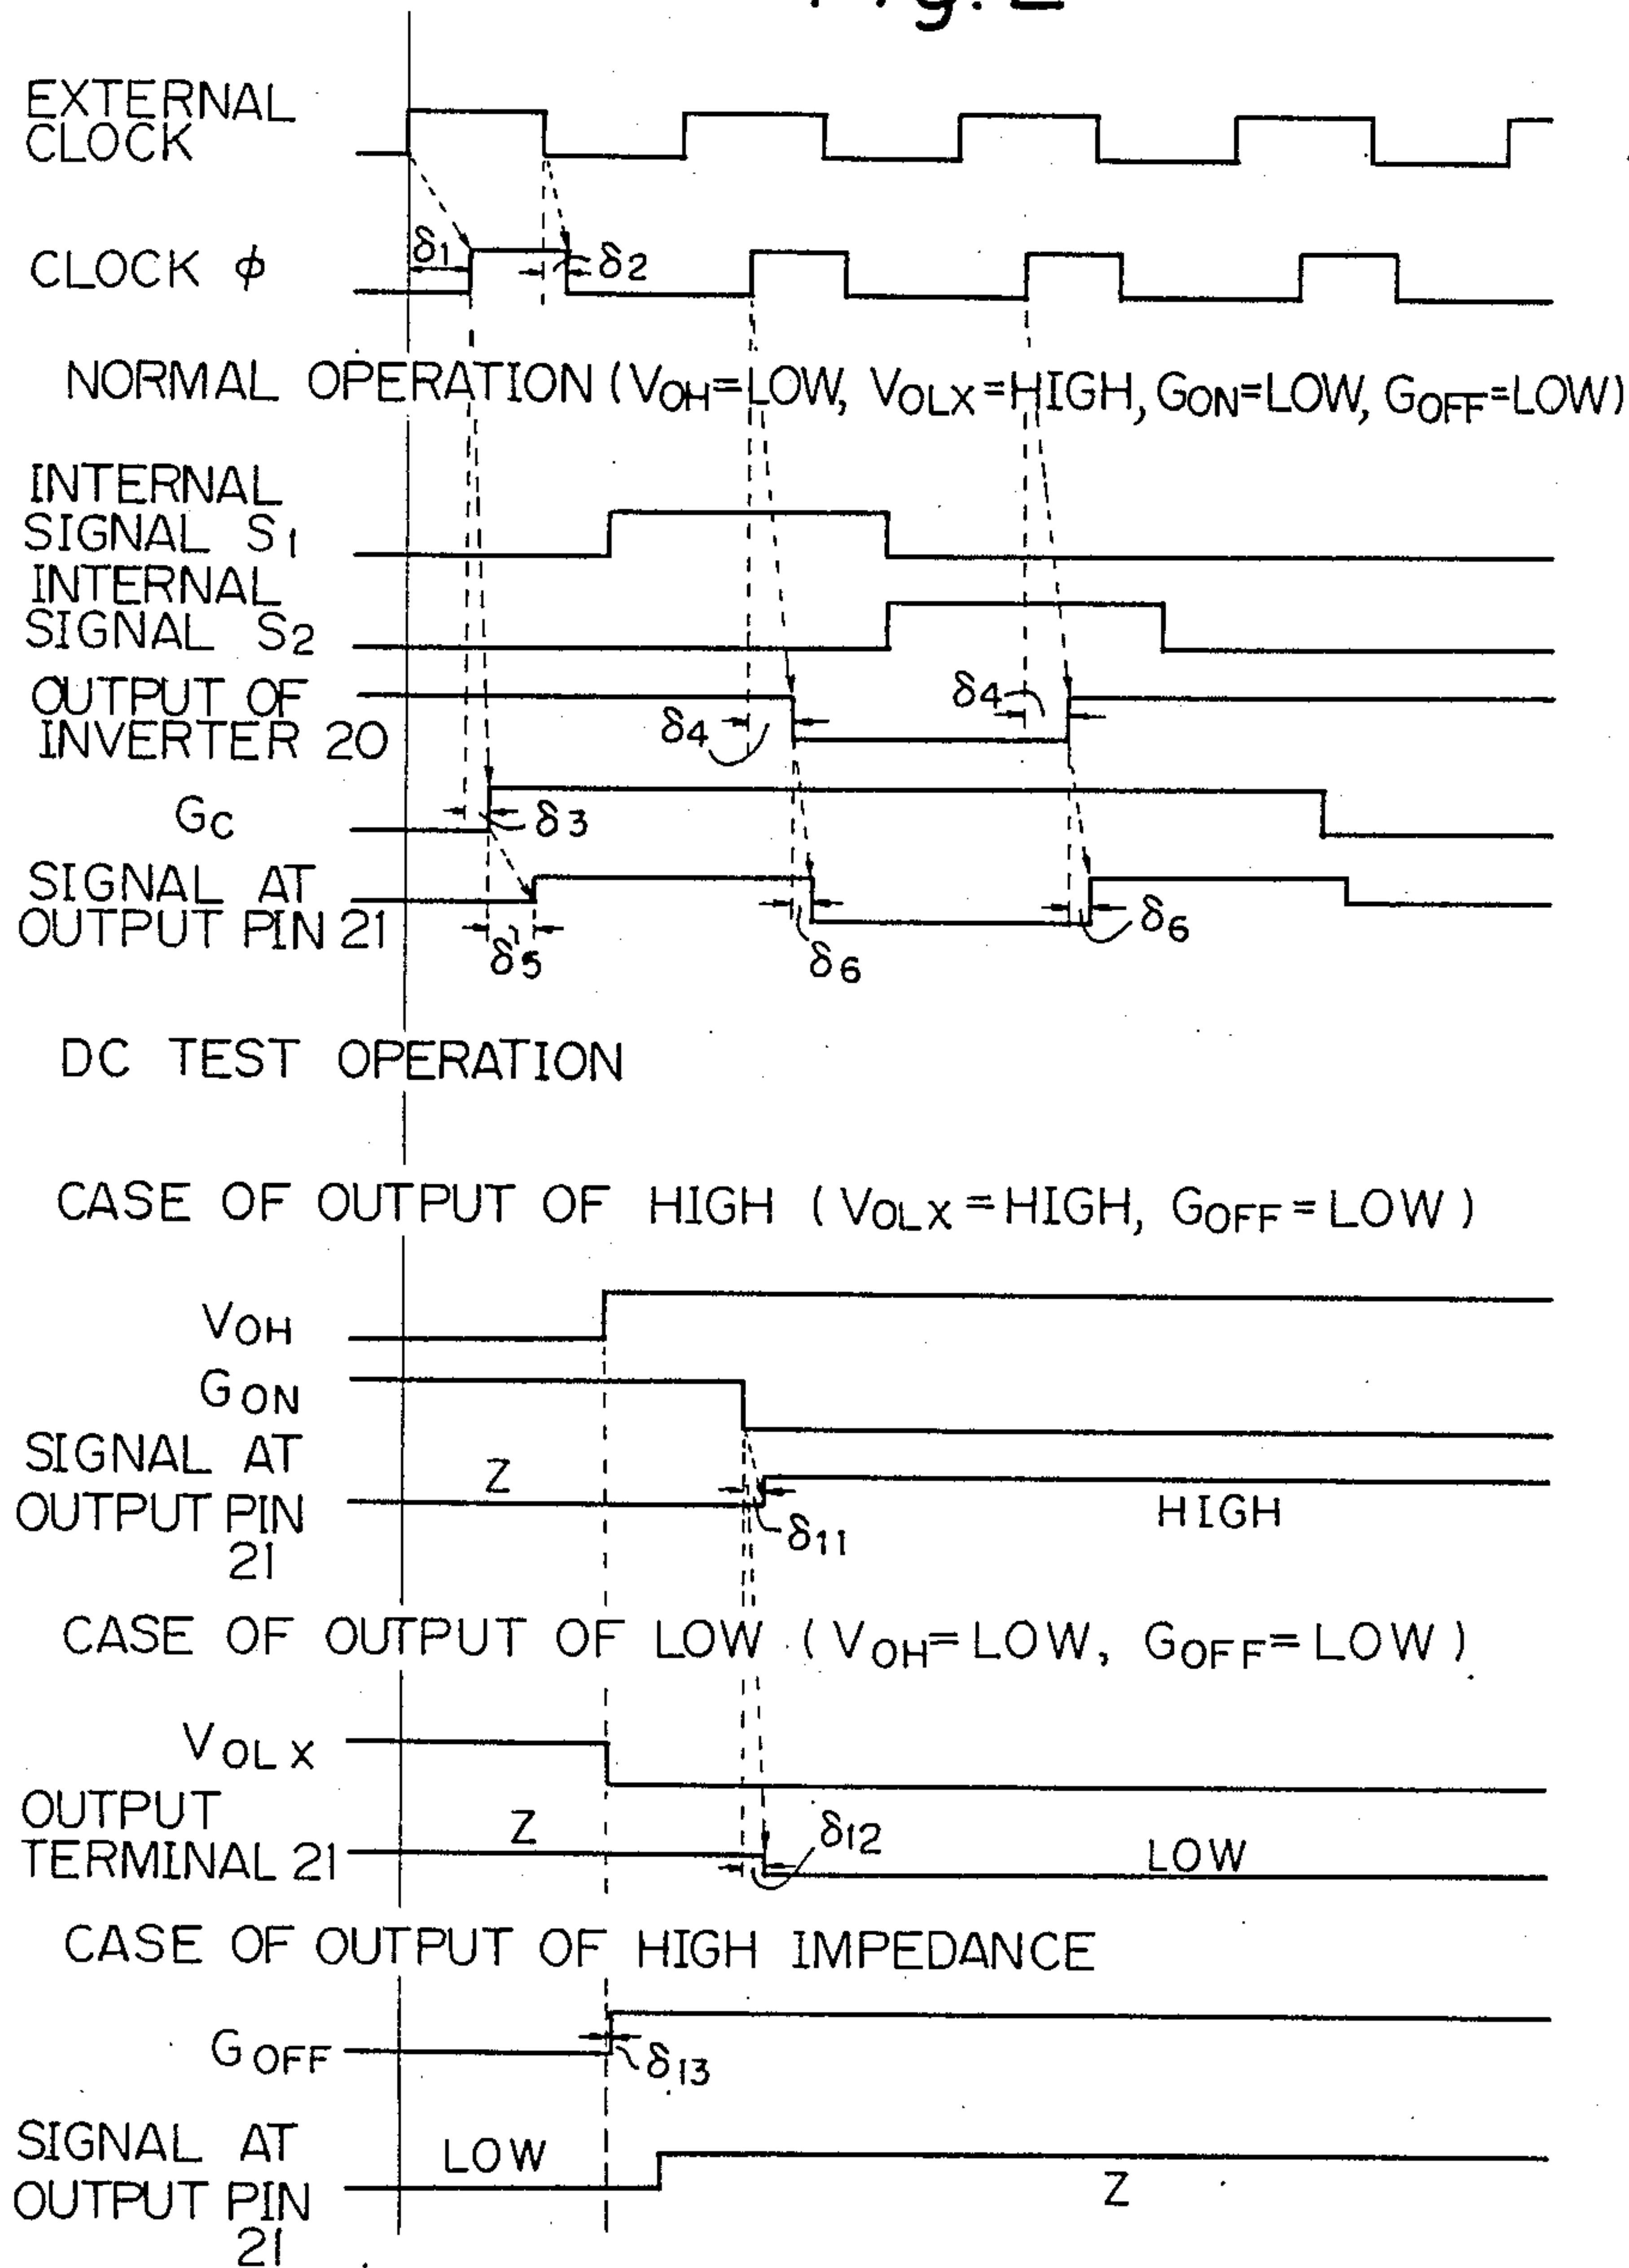 Fig. 2
EXTERNAL
CLOCK
CLOCK φ
δ1
δ2
NORMAL OPERATION (VOH=LOW, VOLX=HIGH, GON=LOW, GOFF=LOW)
INTERNAL
SIGNAL S1
INTERNAL
SIGNAL S2
OUTPUT OF
INVERTER 20
δ4
δ4
GC
δ3
SIGNAL AT
OUTPUT PIN 21
δ5
δ6
δ6
DC TEST OPERATION
CASE OF OUTPUT OF HIGH (VOLX=HIGH, GOFF=LOW)
VOH
GON
SIGNAL AT
OUTPUT PIN
21
Z
HIGH
δ11
CASE OF OUTPUT OF LOW (VOH=LOW, GOFF=LOW)
VOLX
OUTPUT
TERMINAL 21
Z
δ12
LOW
CASE OF OUTPUT OF HIGH IMPEDANCE
GOFF
δ13
SIGNAL AT
OUTPUT PIN
21
LOW
Z